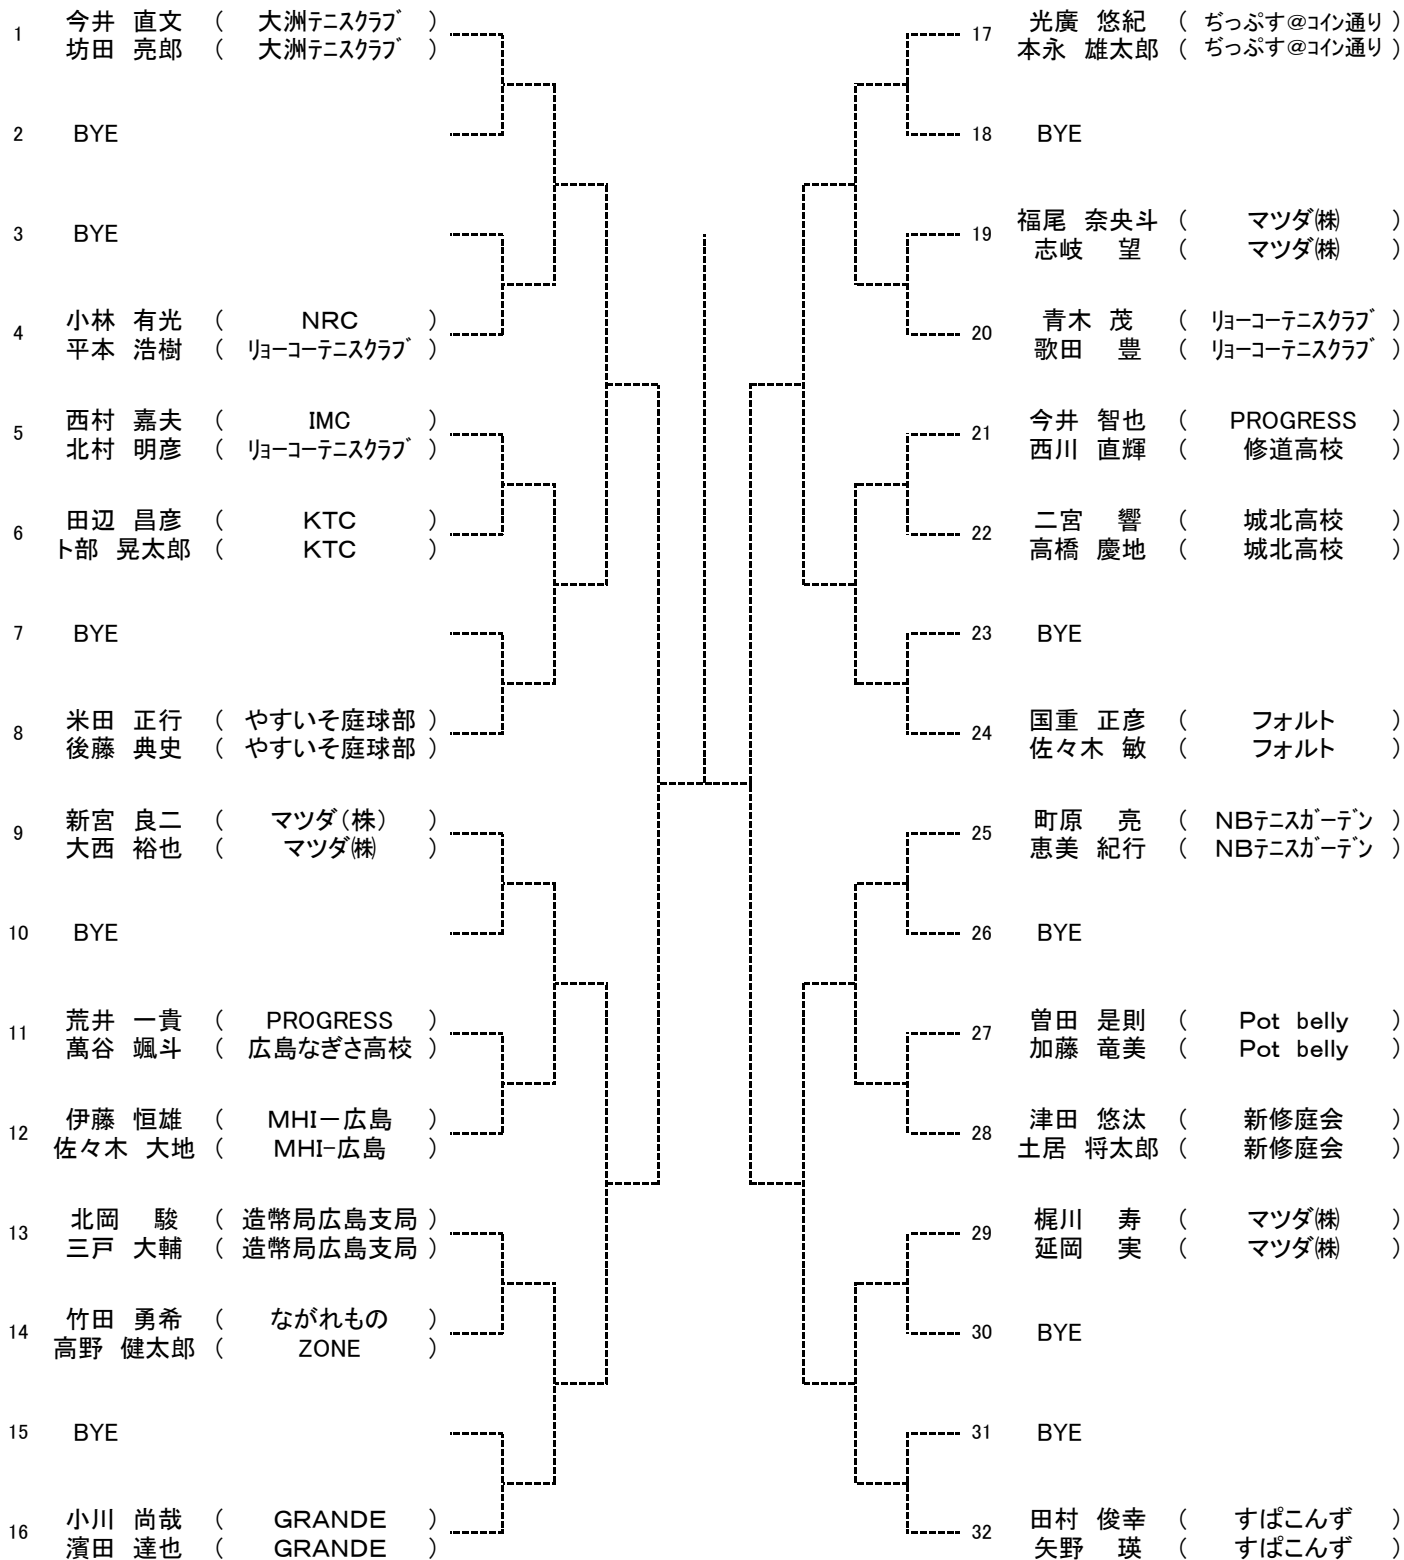 1 今井 直文 ( 大洲テニスクラブ )
坊田 亮郎 ( 大洲テニスクラブ )
2 BYE
3 BYE
4 小林 有光 ( NRC )
平本 浩樹 ( リョーコーテニスクラブ )
5 西村 嘉夫 ( IMC )
北村 明彦 ( リョーコーテニスクラブ )
6 田辺 昌彦 ( KTC )
ト部 晃太郎 ( KTC )
7 BYE
8 米田 正行 ( やすいそ庭球部 )
後藤 典史 ( やすいそ庭球部 )
9 新宮 良二 ( マツダ(株) )
大西 裕也 ( マツダ㈱ )
10 BYE
11 荒井 一貴 ( PROGRESS )
萬谷 颯斗 ( 広島なぎさ高校 )
12 伊藤 恒雄 ( MHIー広島 )
佐々木 大地 ( MHI-広島 )
13 北岡 駿 ( 造幣局広島支局 )
三戸 大輔 ( 造幣局広島支局 )
14 竹田 勇希 ( ながれもの )
高野 健太郎 ( ZONE )
15 BYE
16 小川 尚哉 ( GRANDE )
濱田 達也 ( GRANDE )
17 光廣 悠紀 ( ぢっぷす@コイン通り )
本永 雄太郎 ( ぢっぷす@コイン通り )
18 BYE
19 福尾 奈央斗 ( マツダ㈱ )
志岐 望 ( マツダ㈱ )
20 青木 茂 ( リョーコーテニスクラブ )
歌田 豊 ( リョーコーテニスクラブ )
21 今井 智也 ( PROGRESS )
西川 直輝 ( 修道高校 )
22 二宮 響 ( 城北高校 )
高橋 慶地 ( 城北高校 )
23 BYE
24 国重 正彦 ( フォルト )
佐々木 敏 ( フォルト )
25 町原 亮 ( NBテニスガーデン )
恵美 紀行 ( NBテニスガーデン )
26 BYE
27 曽田 是則 ( Pot belly )
加藤 竜美 ( Pot belly )
28 津田 悠汰 ( 新修庭会 )
土居 将太郎 ( 新修庭会 )
29 梶川 寿 ( マツダ㈱ )
延岡 実 ( マツダ㈱ )
30 BYE
31 BYE
32 田村 俊幸 ( すぱこんず )
矢野 瑛 ( すぱこんず )